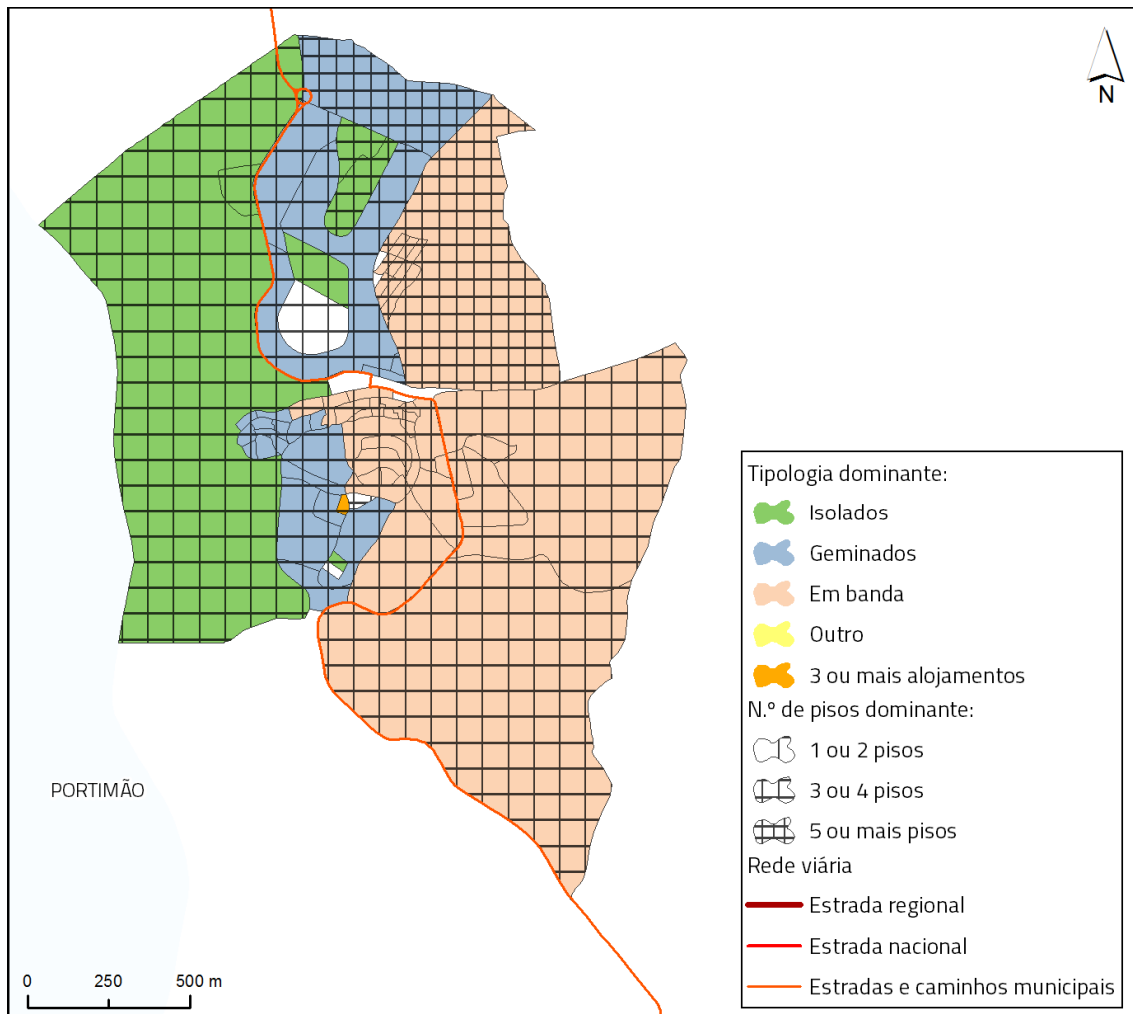 N
Tipologia dominante:
Isolados
Geminados
Em banda
Outro
3 ou mais alojamentos
N.º de pisos dominante:
1 ou 2 pisos
3 ou 4 pisos
5 ou mais pisos
Rede viária
Estrada regional
Estrada nacional
Estradas e caminhos municipais
PORTIMÃO
0 250 500 m